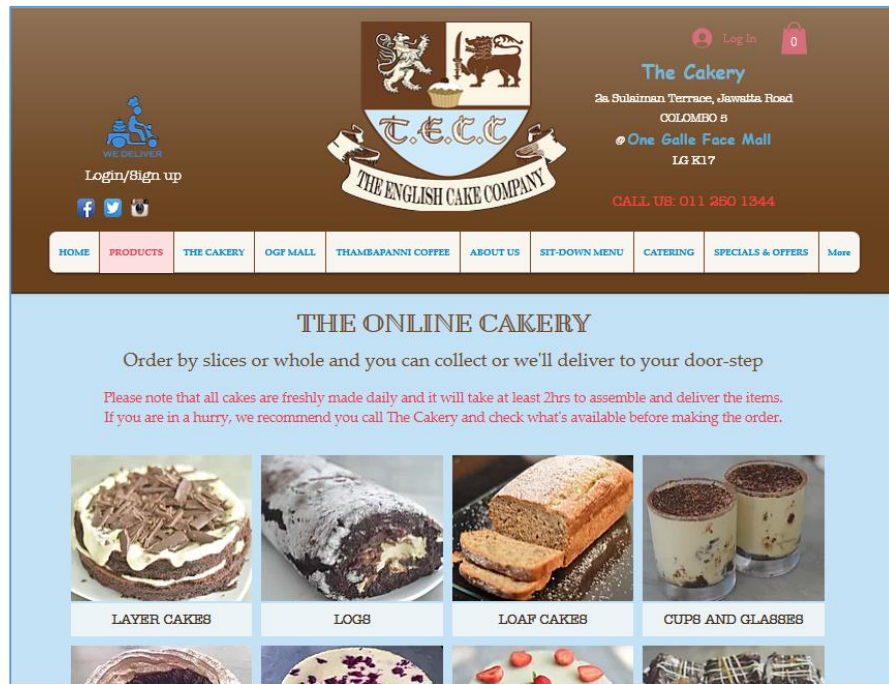 Log In
0
The Cakery
2a Sulaiman Terrace, Jawatta Road
COLOMBO 5
@ One Galle Face Mall
LG K17
CALL US: 011 250 1344
WE DELIVER
Login/Sign up
T.E.C.C
THE ENGLISH CAKE COMPANY
HOME PRODUCTS THE CAKERY OGF MALL THAMBAPANNI COFFEE ABOUT US SIT-DOWN MENU CATERING SPECIALS & OFFERS More
THE ONLINE CAKERY
Order by slices or whole and you can collect or we'll deliver to your door-step
Please note that all cakes are freshly made daily and it will take at least 2hrs to assemble and deliver the items.
If you are in a hurry, we recommend you call The Cakery and check what's available before making the order.
LAYER CAKES LOGS LOAF CAKES CUPS AND GLASSES